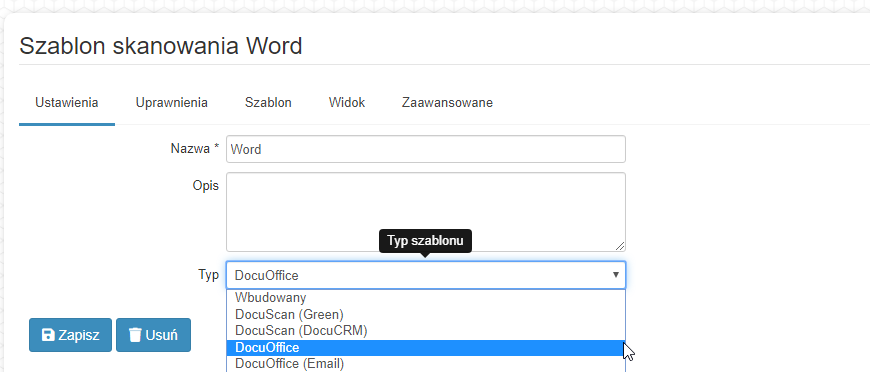 Szablon skanowania Word
Ustawienia Uprawnienia Szablon Widok Zaawansowane
Nazwa * Word
Opis
Typ szablonu
Typ DocuOffice
Wbudowany
DocuScan (Green)
DocuScan (DocuCRM)
DocuOffice
DocuOffice (Email)
Zapisz Usuń